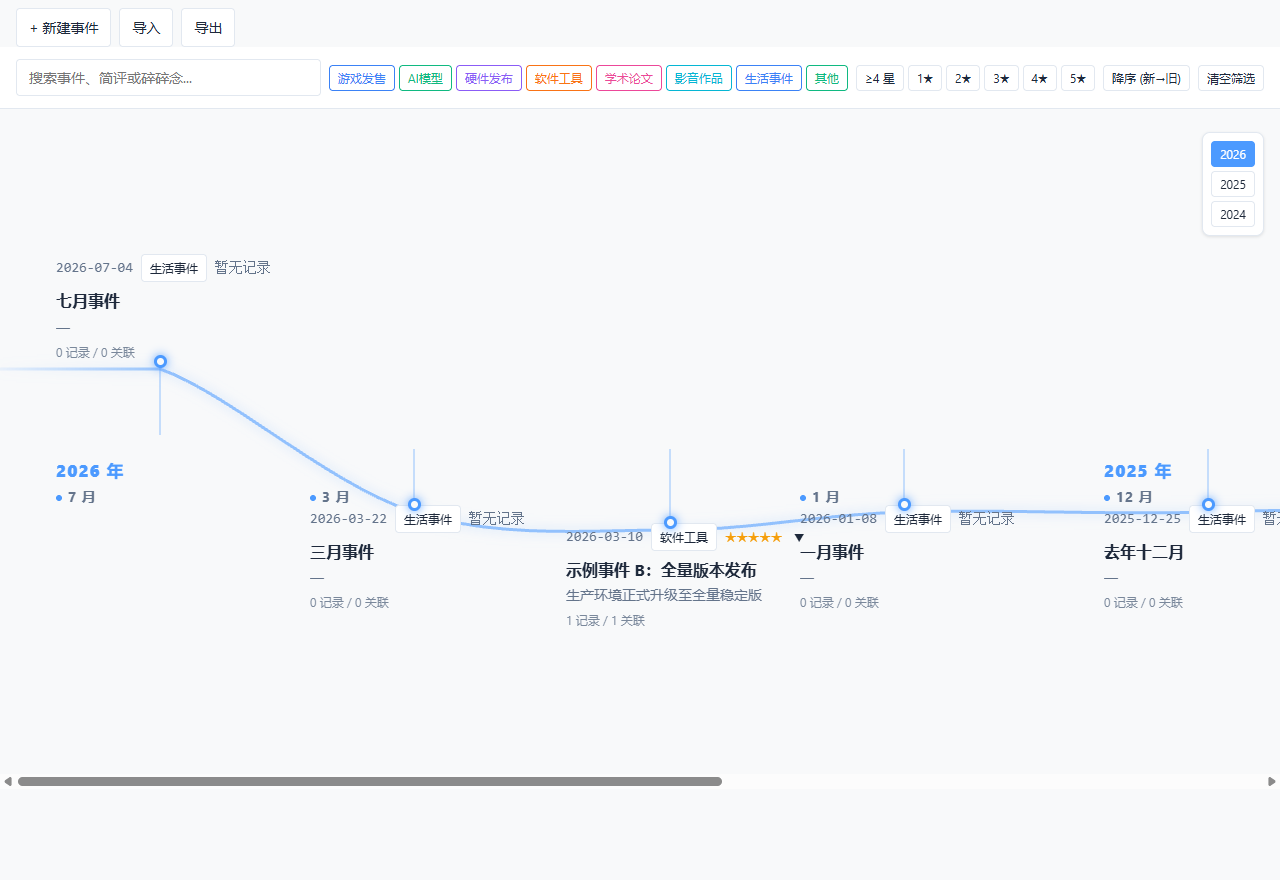 + 新建事件 导入 导出
搜索事件、简评或碎碎念... 游戏发售 AI模型 硬件发布 软件工具 学术论文 影音作品 生活事件 其他 ≥4 星 1★ 2★ 3★ 4★ 5★ 降序 (新→旧) 清空筛选
2026
2025
2024
2026-07-04 生活事件 暂无记录
七月事件
—
0 记录 / 0 关联
2026 年
7 月
3 月
2026-03-22 生活事件 暂无记录
三月事件
—
0 记录 / 0 关联
2026-03-10 软件工具 ★★★★★ ▼
示例事件 B：全量版本发布
生产环境正式升级至全量稳定版
1 记录 / 1 关联
1 月
2026-01-08 生活事件 暂无记录
一月事件
—
0 记录 / 0 关联
2025 年
12 月
2025-12-25 生活事件 暂
去年十二月
—
0 记录 / 0 关联